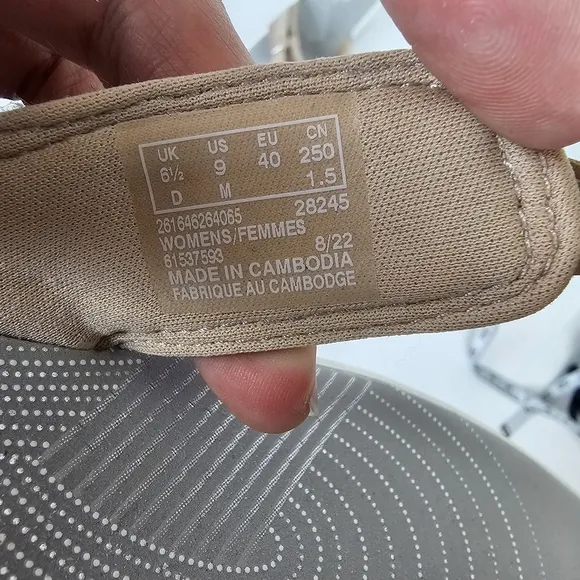 UK US EU CN
6½ 9 40 250
D M 1.5
261646264065 28245
WOMENS/FEMMES
61537593 8/22
MADE IN CAMBODIA
FABRIQUE AU CAMBODGE